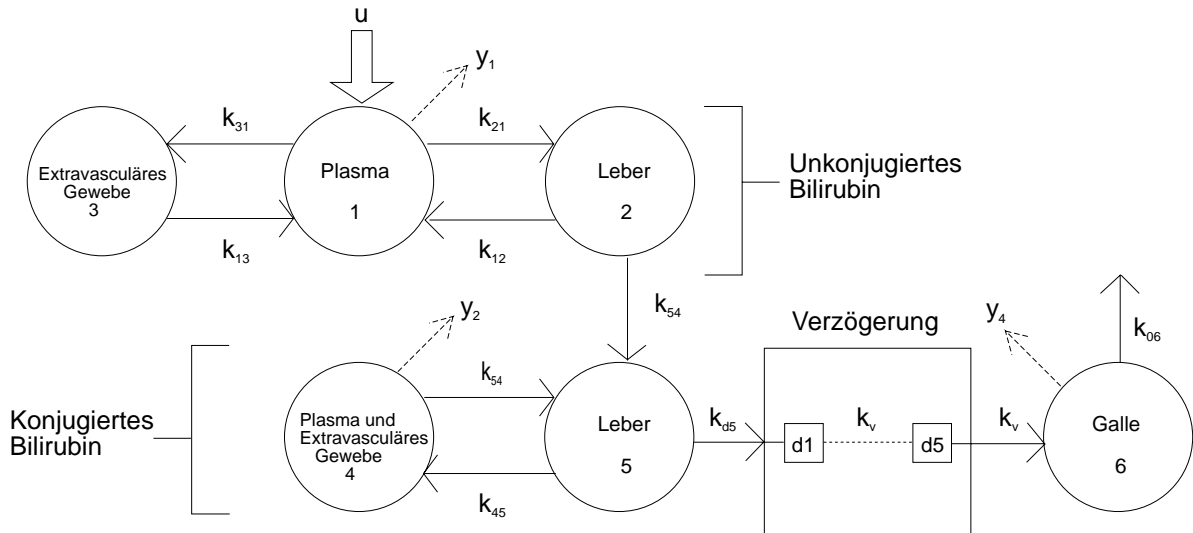 u
y1
k31
k21
Extravasculäres
Gewebe
3
Plasma
1
Leber
2
Unkonjugiertes
Bilirubin
k13
k12
y2
k54
Verzögerung
y4
k06
Konjugiertes
Bilirubin
k54
Plasma und
Extravasculäres
Gewebe
4
Leber
5
kd5
d1
kv
d5
kv
Galle
6
k45